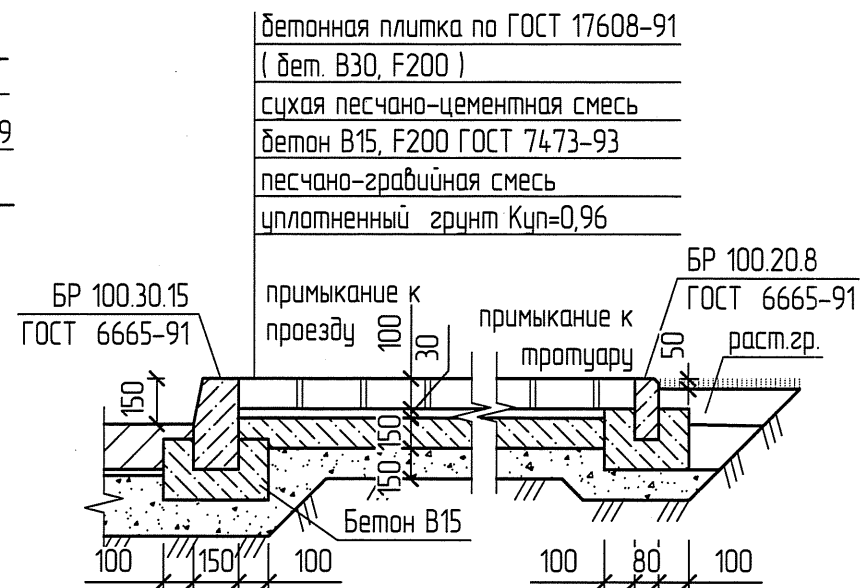 бетонная плитка по ГОСТ 17608-91
( бет. В30, F200 )
сухая песчано-цементная смесь
9
бетон В15, F200 ГОСТ 7473-93
песчано-гравийная смесь
уплотненный грунт Куп=0,96
БР 100.30.15
ГОСТ 6665-91
примыкание к
проезду
100
30
примыкание к
тротуару
БР 100.20.8
ГОСТ 6665-91
50
раст.гр.
150
150
150
Бетон В15
100
150
100
100
80
100